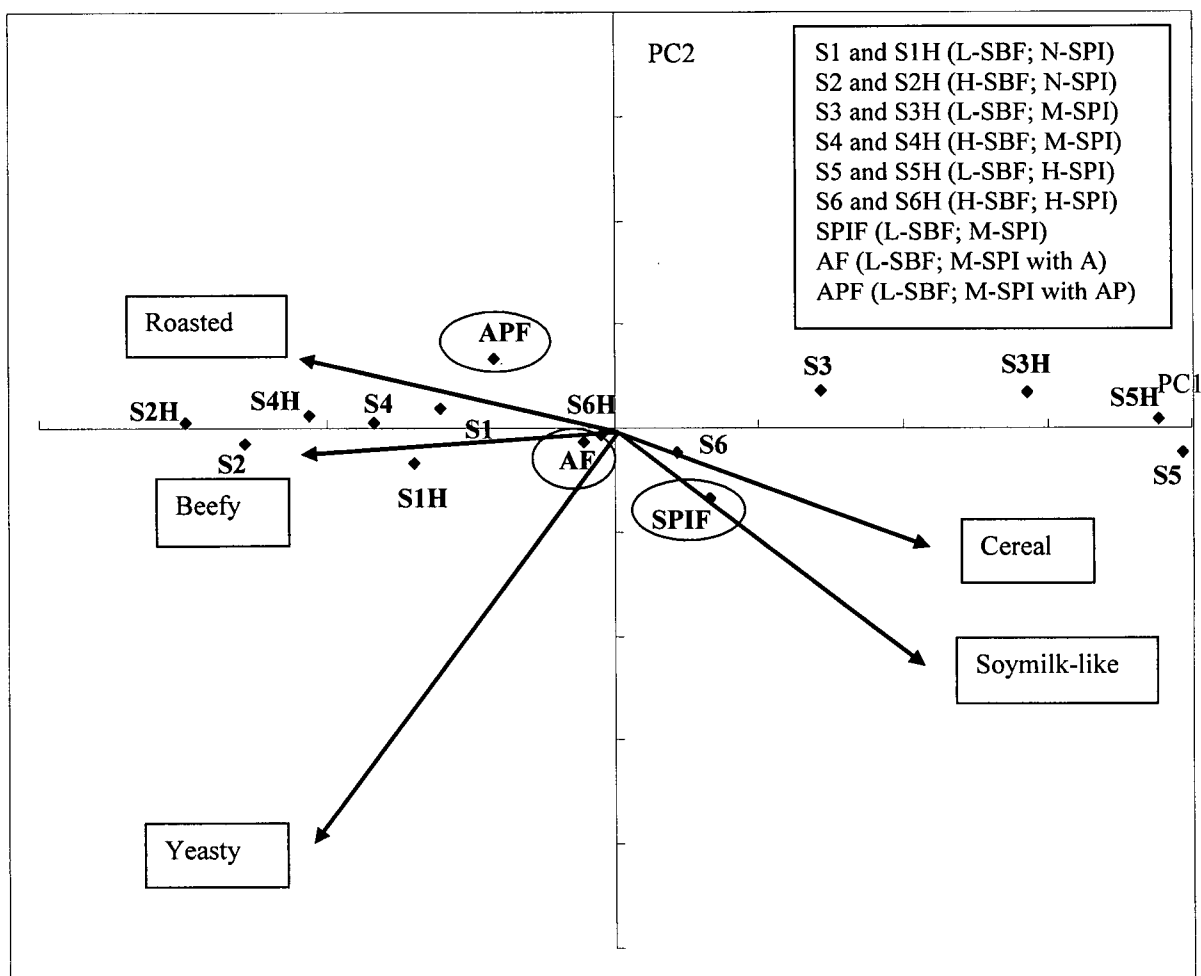 PC2
S1 and S1H (L-SBF; N-SPI)
S2 and S2H (H-SBF; N-SPI)
S3 and S3H (L-SBF; M-SPI)
S4 and S4H (H-SBF; M-SPI)
S5 and S5H (L-SBF; H-SPI)
S6 and S6H (H-SBF; H-SPI)
SPIF (L-SBF; M-SPI)
AF (L-SBF; M-SPI with A)
APF (L-SBF; M-SPI with AP)
Roasted
APF
S3
S3H
PC1
S5H
S2H
S4H
S4
S6H
S1
S6
S2
AF
S5
S1H
Beefy
SPIF
Cereal
Soymilk-like
Yeasty